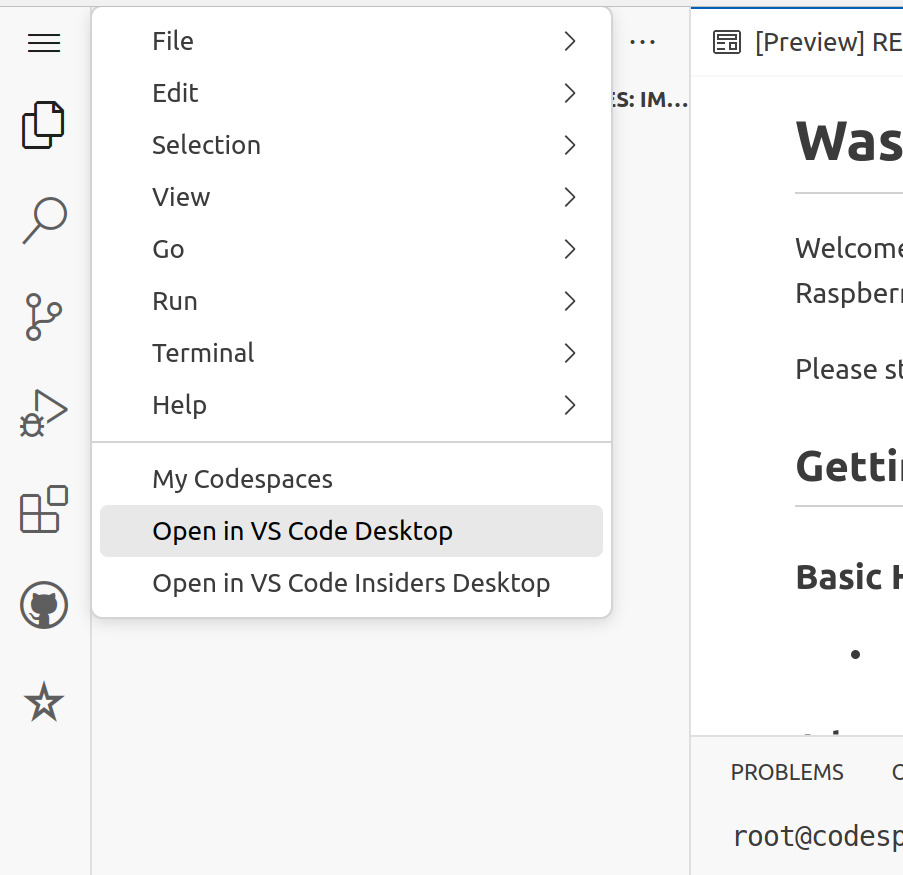 File
Edit
Selection
View
Go
Run
Terminal
Help
My Codespaces
Open in VS Code Desktop
Open in VS Code Insiders Desktop
...
ES: IM...
[Preview] RE
Was
Welcome
Raspberr
Please st
Gettin
Basic H
•
PROBLEMS
root@codesp